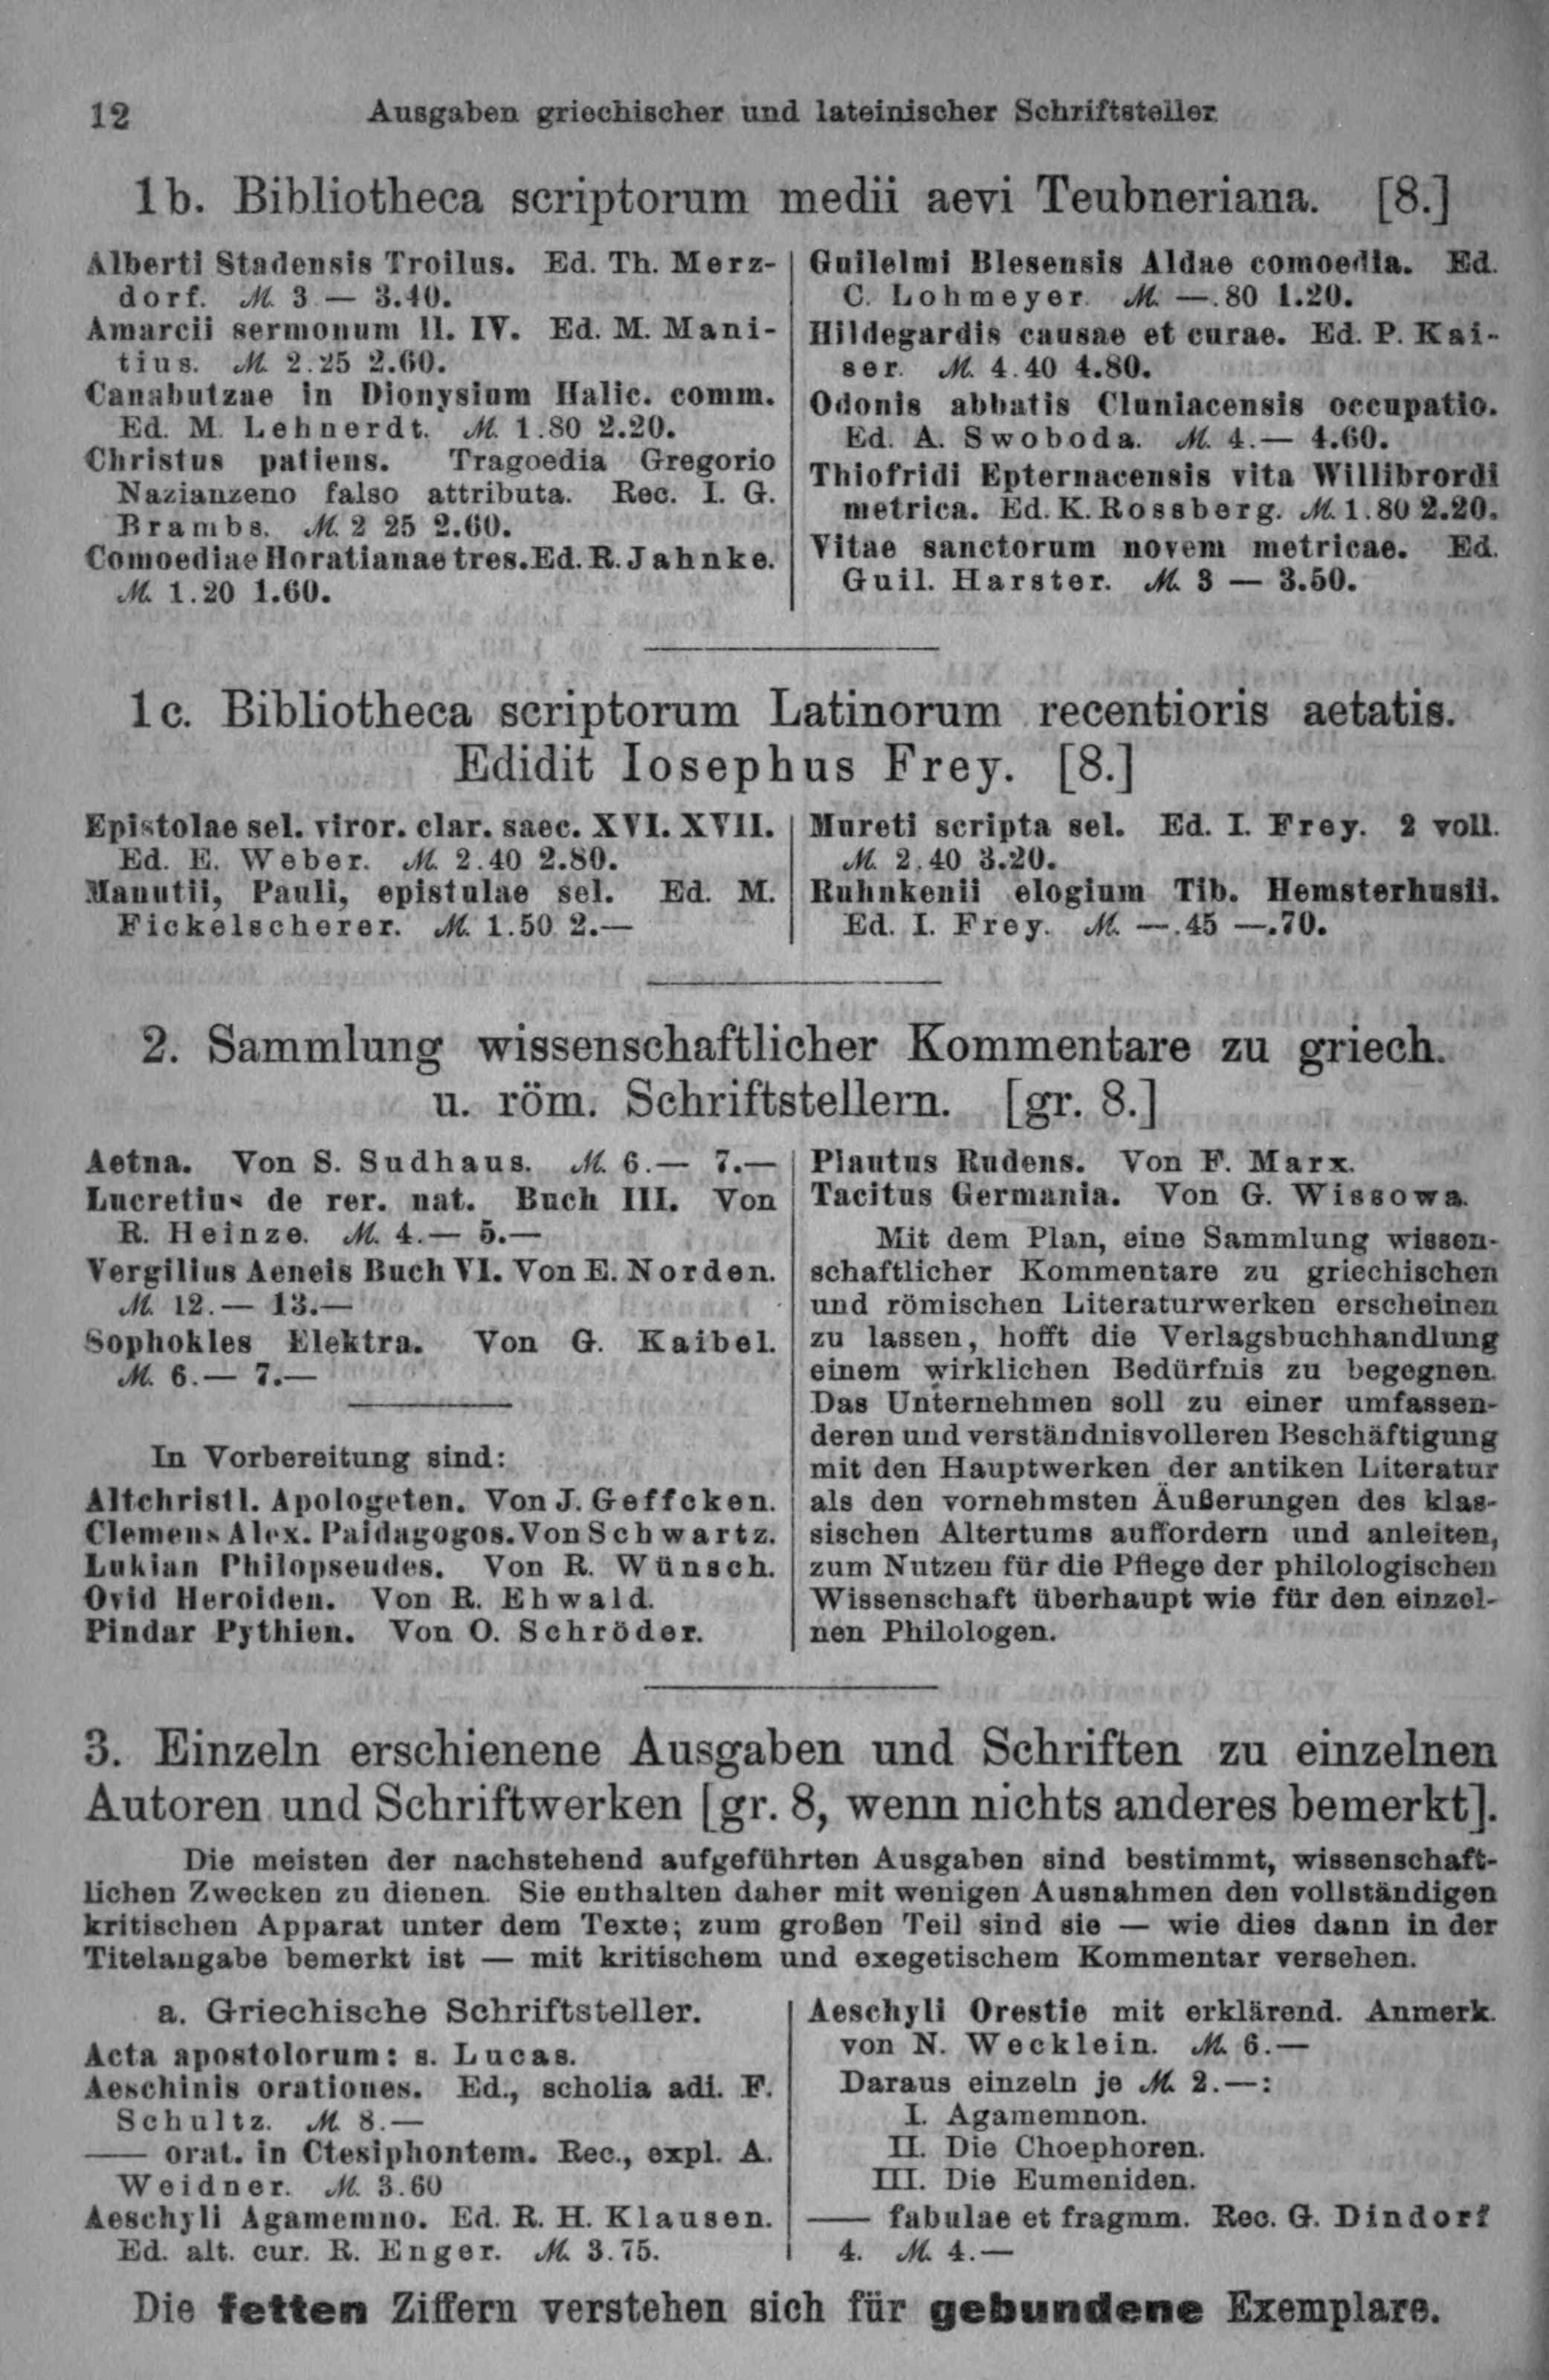 12 Ausgaben griechischer und lateinischer Schriftsteller.
1b. Bibliotheca scriptorum medii aevi Teubneriana. [8.]
Alberti Stadensis Troilus. Ed. Th. Merz-
dorf. M. 3 — 3.40.
Amarcii sermonum ll. IV. Ed. M. Mani-
tius. M. 2.25 2.60.
Canabutzae in Dionysium Halic. comm.
Ed. M. Lehnerdt. M. 1.80 2.20.
Christus patiens. Tragoedia Gregorio
Nazianzeno falso attributa. Rec. I. G.
Brambs. M. 2 25 2.60.
Comoediae Horatianae tres. Ed. R. Jahnke.
M. 1.20 1.60.
Guilelmi Blesensis Aldae comoedia. Ed.
C. Lohmeyer. M. —.80 1.20.
Hildegardis causae et curae. Ed. P. Kai-
ser. M. 4.40 4.80.
Odonis abbatis Cluniacensis occupatio.
Ed. A. Swoboda. M. 4.— 4.60.
Thiofridi Epternacensis vita Willibrordi
metrica. Ed. K. Rossberg. M. 1.80 2.20.
Vitae sanctorum novem metricae. Ed.
Guil. Harster. M. 3 — 3.50.
1c. Bibliotheca scriptorum Latinorum recentioris aetatis.
Edidit Iosephus Frey. [8.]
Epistolae sel. viror. clar. saec. XVI. XVII.
Ed. E. Weber. M. 2.40 2.80.
Manutii, Pauli, epistulae sel. Ed. M.
Fickelscherer. M. 1.50 2.—
Mureti scripta sel. Ed. I. Frey. 2 voll.
M. 2.40 3.20.
Ruhnkenii elogium Tib. Hemsterhusii.
Ed. I. Frey. M. —.45 —.70.
2. Sammlung wissenschaftlicher Kommentare zu griech.
u. röm. Schriftstellern. [gr. 8.]
Aetna. Von S. Sudhaus. M. 6.— 7.—
Lucretius de rer. nat. Buch III. Von
R. Heinze. M. 4.— 5.—
Vergilius Aeneis Buch VI. Von E. Norden.
M. 12.— 13.—
Sophokles Elektra. Von G. Kaibel.
M. 6.— 7.—
In Vorbereitung sind:
Altchristl. Apologeten. Von J. Geffcken.
Clemens Alex. Paidagogos. Von Schwartz.
Lukian Philopseudes. Von R. Wünsch.
Ovid Heroiden. Von R. Ehwald.
Pindar Pythien. Von O. Schröder.
Plautus Rudens. Von F. Marx.
Tacitus Germania. Von G. Wissowa.
Mit dem Plan, eine Sammlung wissen-
schaftlicher Kommentare zu griechischen
und römischen Literaturwerken erscheinen
zu lassen, hofft die Verlagsbuchhandlung
einem wirklichen Bedürfnis zu begegnen.
Das Unternehmen soll zu einer umfassen-
deren und verständnisvolleren Beschäftigung
mit den Hauptwerken der antiken Literatur
als den vornehmsten Äußerungen des klas-
sischen Altertums auffordern und anleiten,
zum Nutzen für die Pflege der philologischen
Wissenschaft überhaupt wie für den einzel-
nen Philologen.
3. Einzeln erschienene Ausgaben und Schriften zu einzelnen
Autoren und Schriftwerken [gr. 8, wenn nichts anderes bemerkt].
Die meisten der nachstehend aufgeführten Ausgaben sind bestimmt, wissenschaft-
lichen Zwecken zu dienen. Sie enthalten daher mit wenigen Ausnahmen den vollständigen
kritischen Apparat unter dem Texte; zum großen Teil sind sie — wie dies dann in der
Titelangabe bemerkt ist — mit kritischem und exegetischem Kommentar versehen.
a. Griechische Schriftsteller.
Acta apostolorum: s. Lucas.
Aeschinis orationes. Ed., scholia adi. F.
Schultz. M. 8.—
—— orat. in Ctesiphontem. Rec., expl. A.
Weidner. M. 3.60
Aeschyli Agamemno. Ed. R. H. Klausen.
Ed. alt. cur. R. Enger. M. 3.75.
Aeschyli Orestie mit erklärend. Anmerk.
von N. Wecklein. M. 6.—
Daraus einzeln je M. 2.—:
I. Agamemnon.
II. Die Choephoren.
III. Die Eumeniden.
—— fabulae et fragmm. Rec. G. Dindorf
4. M. 4.—
Die fetten Ziffern verstehen sich für gebundene Exemplare.